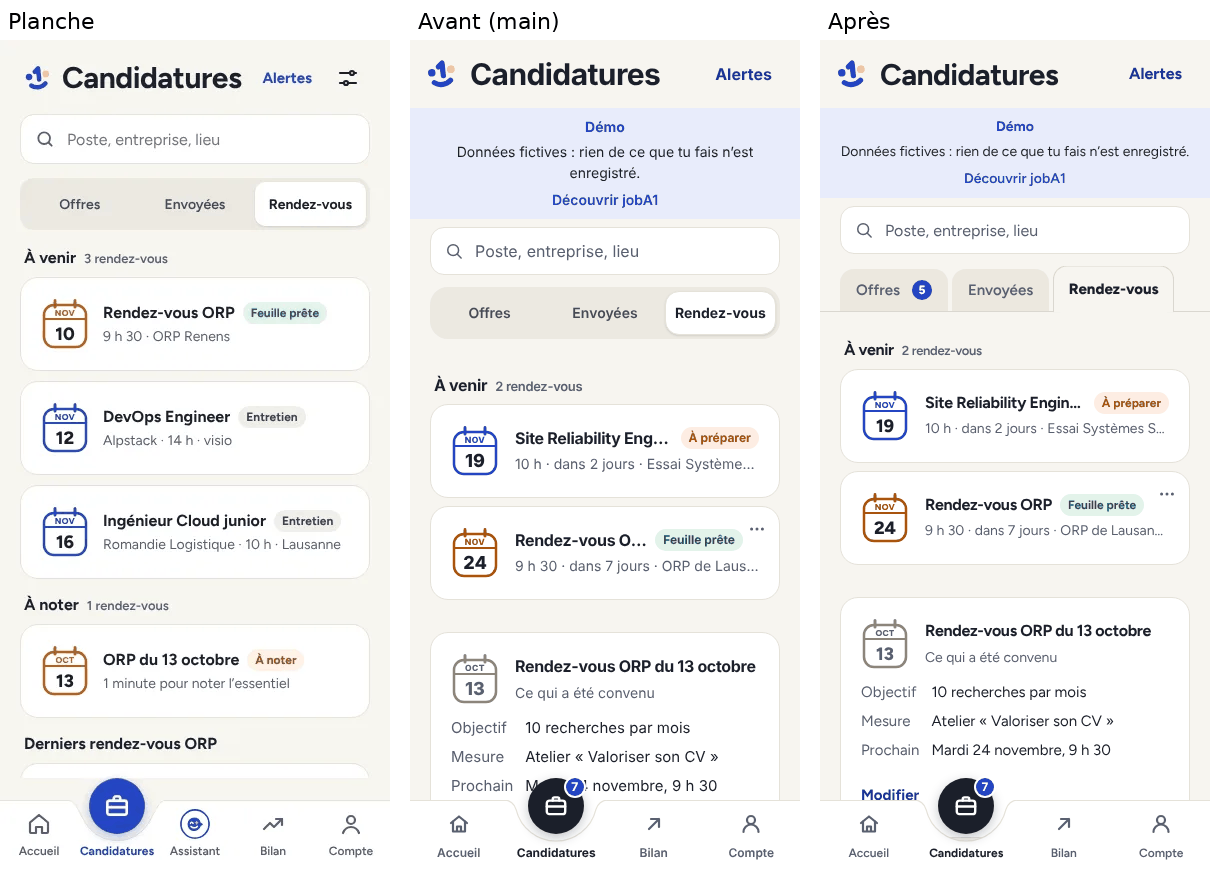 Planche
Candidatures
Alertes
Poste, entreprise, lieu
Offres
Envoyées
Rendez-vous
À venir 3 rendez-vous
NOV
10
Rendez-vous ORP
Feuille prête
9 h 30 · ORP Renens
NOV
12
DevOps Engineer
Entretien
Alpstack · 14 h · visio
NOV
16
Ingénieur Cloud junior
Entretien
Romandie Logistique · 10 h · Lausanne
À noter 1 rendez-vous
OCT
13
ORP du 13 octobre
À noter
1 minute pour noter l’essentiel
Derniers rendez-vous ORP
Accueil
Candidatures
Assistant
Bilan
Compte
Avant (main)
Candidatures
Alertes
Démo
Données fictives : rien de ce que tu fais n’est
enregistré.
Découvrir jobA1
Poste, entreprise, lieu
Offres
Envoyées
Rendez-vous
À venir 2 rendez-vous
NOV
19
Site Reliability Eng…
À préparer
10 h · dans 2 jours · Essai Système…
NOV
24
Rendez-vous O…
Feuille prête
9 h 30 · dans 7 jours · ORP de Laus…
OCT
13
Rendez-vous ORP du 13 octobre
Ce qui a été convenu
Objectif 10 recherches par mois
Mesure Atelier « Valoriser son CV »
Prochain M novembre, 9 h 30
7
Accueil
Candidatures
Bilan
Compte
Après
Candidatures
Alertes
Démo
Données fictives : rien de ce que tu fais n’est enregistré.
Découvrir jobA1
Poste, entreprise, lieu
Offres 5
Envoyées
Rendez-vous
À venir 2 rendez-vous
NOV
19
Site Reliability Engin…
À préparer
10 h · dans 2 jours · Essai Systèmes S…
NOV
24
Rendez-vous ORP
Feuille prête
9 h 30 · dans 7 jours · ORP de Lausan…
OCT
13
Rendez-vous ORP du 13 octobre
Ce qui a été convenu
Objectif 10 recherches par mois
Mesure Atelier « Valoriser son CV »
Prochain Mardi 24 novembre, 9 h 30
Modifier
7
Accueil
Candidatures
Bilan
Compte